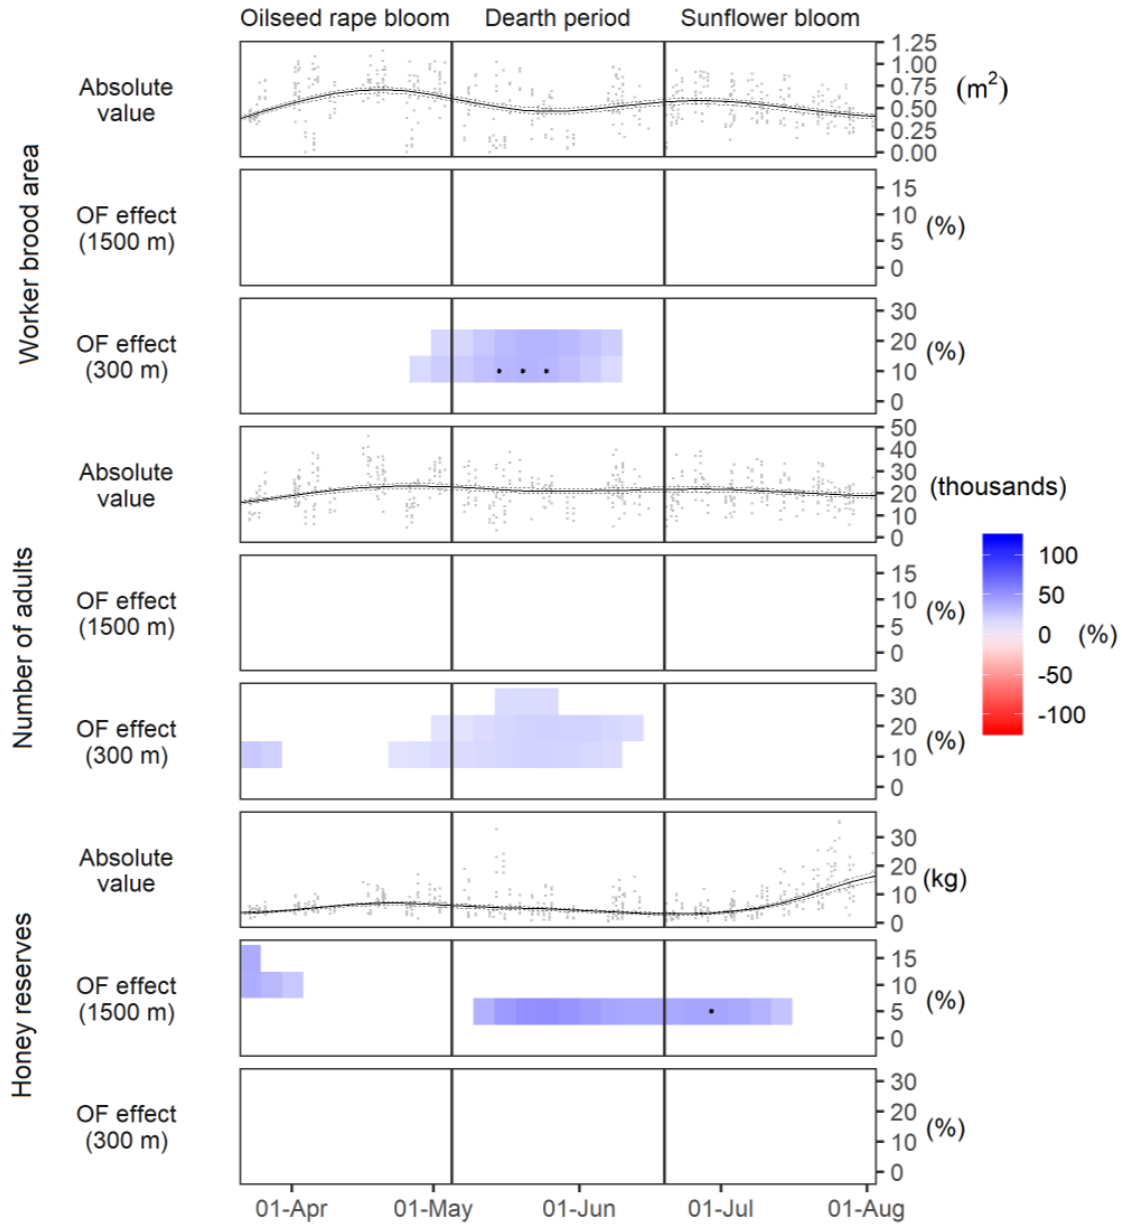 Oilseed rape bloom Dearth period Sunflower bloom
Worker brood area
Absolute
value
1.25
1.00
0.75
0.50
0.25
0.00
(m²)
OF effect
(1500 m)
15
10
5
0
(%)
OF effect
(300 m)
30
20
10
0
(%)
Number of adults
Absolute
value
50
40
30
20
10
0
(thousands)
OF effect
(1500 m)
15
10
5
0
(%)
OF effect
(300 m)
30
20
10
0
(%)
100
50
0
-50
-100
(%)
Honey reserves
Absolute
value
30
20
10
0
(kg)
OF effect
(1500 m)
15
10
5
0
(%)
OF effect
(300 m)
30
20
10
0
(%)
01-Apr 01-May 01-Jun 01-Jul 01-Aug